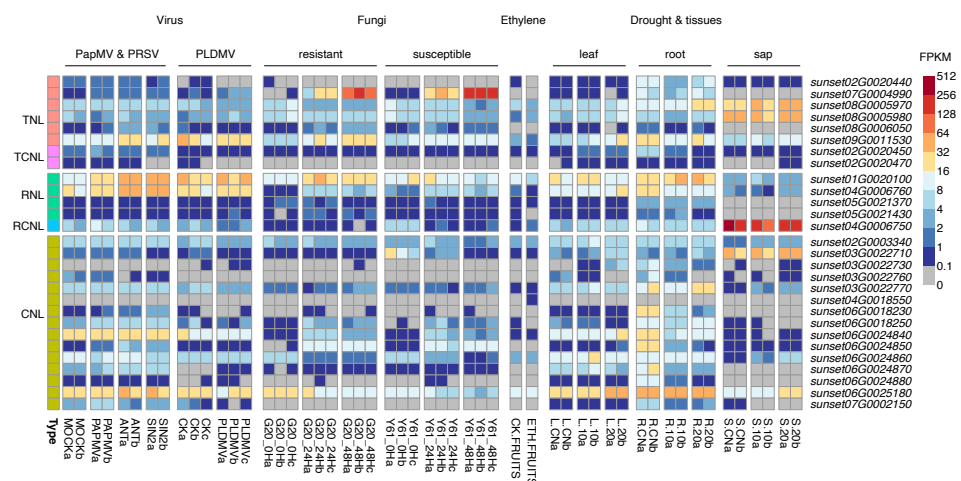 Virus Fungi Ethylene Drought & tissues
PapMV & PRSV PLDMV resistant susceptible leaf root sap
FPKM
512
256
128
64
32
16
8
4
2
1
0.1
0
TNL
TCNL
RNL
RCNL
CNL
sunset02G0020440
sunset07G0004990
sunset08G0005970
sunset08G0005980
sunset08G0006050
sunset09G0011530
sunset02G0020450
sunset02G0020470
sunset01G0020100
sunset04G0006760
sunset05G0021370
sunset05G0021430
sunset04G0006750
sunset02G0003340
sunset03G0022710
sunset03G0022730
sunset03G0022760
sunset03G0022770
sunset04G0018550
sunset06G0018230
sunset06G0018250
sunset06G0024840
sunset06G0024850
sunset06G0024860
sunset06G0024870
sunset06G0024880
sunset06G0025180
sunset07G0002150
Type
MOCKa
MOCKb
PAPMVa
PAPMVb
ANTa
ANTb
SIN2a
SIN2b
CKa
CKb
CKc
PLDMVa
PLDMVb
PLDMVc
G20_0Ha
G20_0Hb
G20_0Hc
G20_24Ha
G20_24Hb
G20_24Hc
G20_48Ha
G20_48Hb
G20_48Hc
Y61_0Ha
Y61_0Hb
Y61_0Hc
Y61_24Ha
Y61_24Hb
Y61_24Hc
Y61_48Ha
Y61_48Hb
Y61_48Hc
CK.FRUITS
ETH.FRUITS
L.CNa
L.CNb
L.10a
L.10b
L.20a
L.20b
R.CNa
R.CNb
R.10a
R.10b
R.20a
R.20b
S.CNa
S.CNb
S.10a
S.10b
S.20a
S.20b